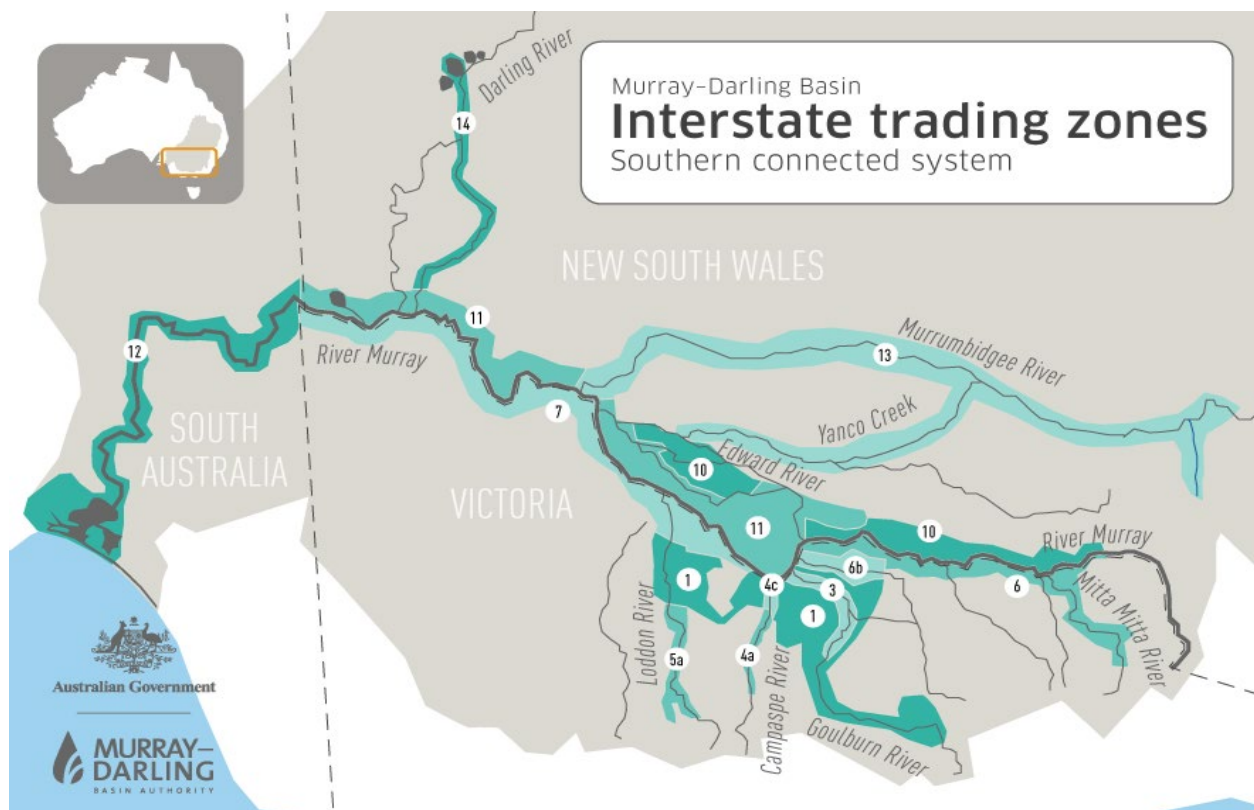 Murray–Darling Basin
Interstate trading zones
Southern connected system
Darling River
14
NEW SOUTH WALES
11
12
River Murray
Murrumbidgee River
13
7
Yanco Creek
SOUTH
AUSTRALIA
VICTORIA
Edward River
10
11
10
River Murray
6b
4c
3
6
1
1
Mitta Mitta River
Loddon River
5a
4a
Campaspe River
Goulburn River
Australian Government
MURRAY–
DARLING
BASIN AUTHORITY